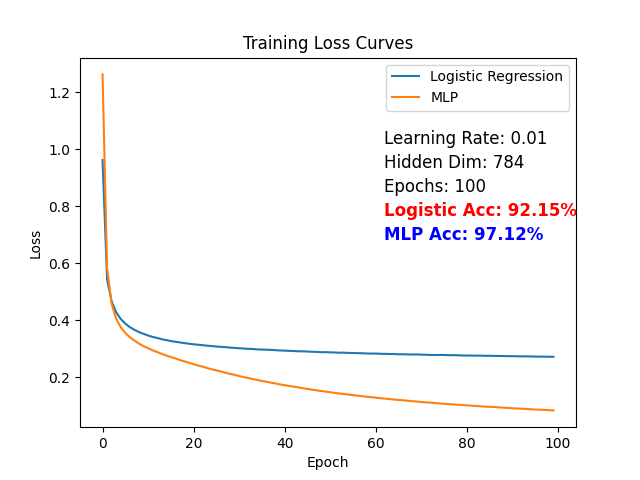 Training Loss Curves
Logistic Regression
MLP
Learning Rate: 0.01
Hidden Dim: 784
Epochs: 100
Logistic Acc: 92.15%
MLP Acc: 97.12%
Loss
1.2
1.0
0.8
0.6
0.4
0.2
0 20 40 60 80 100
Epoch